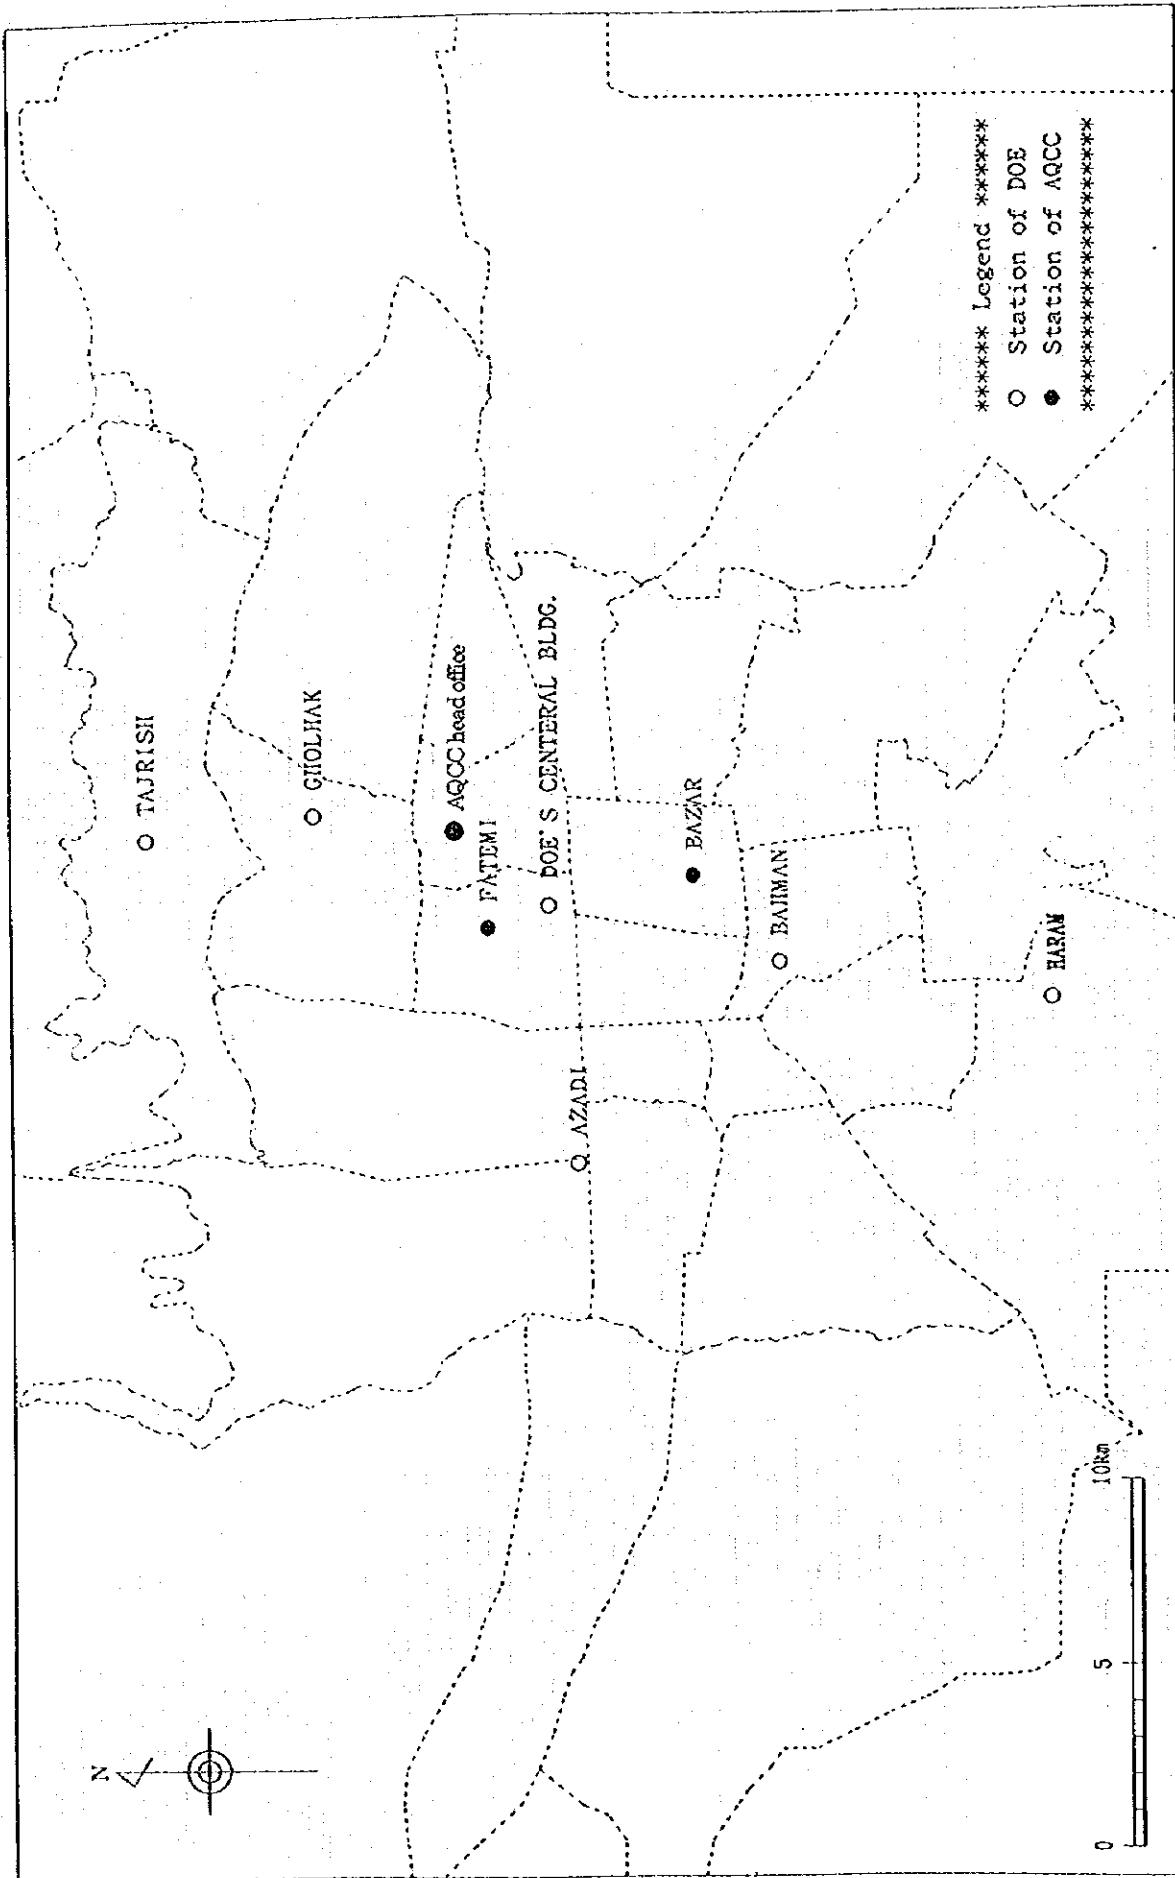 N
TAJRISH
GHOLHAK
AQCC head office
FATEMI
DOE'S CENTERAL BLDG.
AZADI
BAZAR
BAHMAN
HARAM
****** Legend ******
Station of DOE
Station of AQCC
*********************
0 5 10km